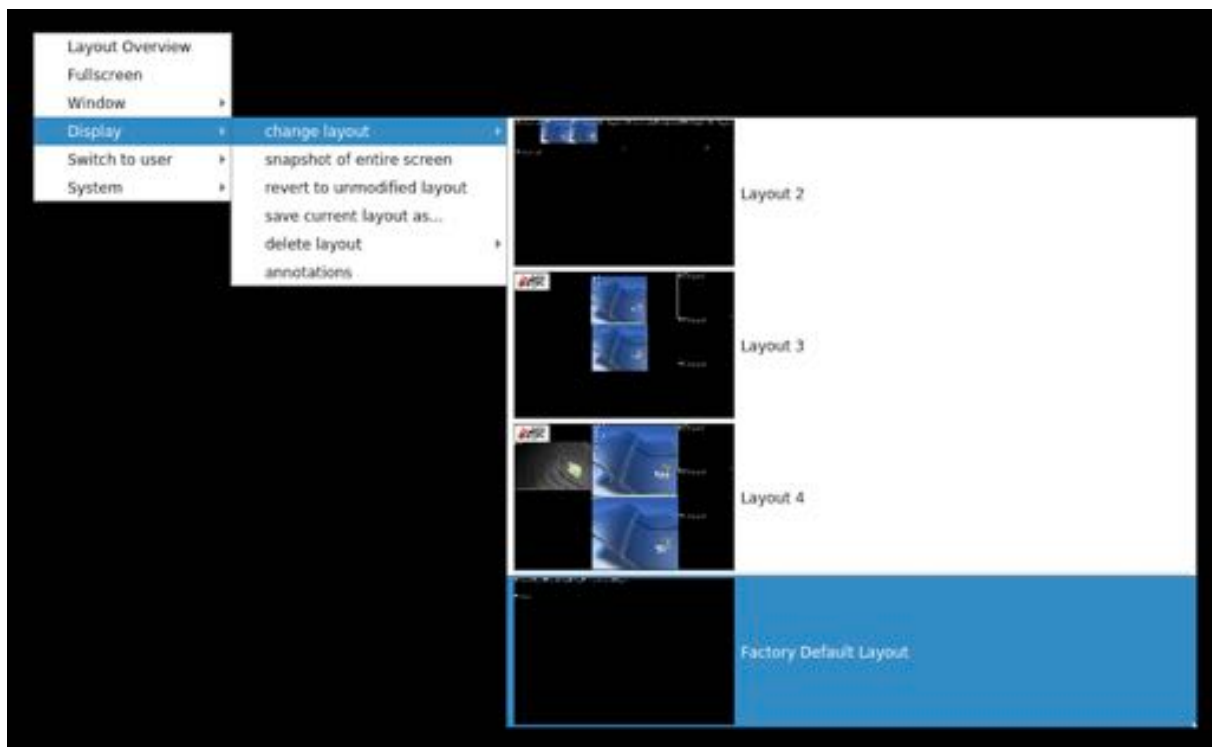 Layout Overview
Fullscreen
Window
Display
Switch to user
System
change layout
snapshot of entire screen
revert to unmodified layout
save current layout as...
delete layout
annotations
Layout 2
Layout 3
Layout 4
Factory Default Layout